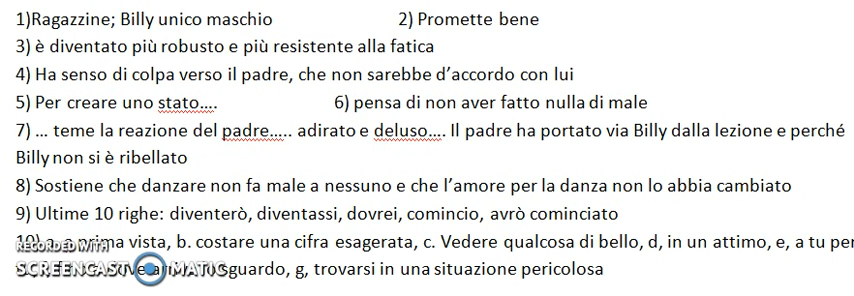 1)Ragazzine; Billy unico maschio 2) Promette bene
3) è diventato più robusto e più resistente alla fatica
4) Ha senso di colpa verso il padre, che non sarebbe d'accordo con lui
5) Per creare uno stato…. 6) pensa di non aver fatto nulla di male
7) … teme la reazione del padre….. adirato e deluso…. Il padre ha portato via Billy dalla lezione e perché
Billy non si è ribellato
8) Sostiene che danzare non fa male a nessuno e che l'amore per la danza non lo abbia cambiato
9) Ultime 10 righe: diventerò, diventassi, dovrei, comincio, avrò cominciato
10) a, a prima vista, b. costare una cifra esagerata, c. Vedere qualcosa di bello, d, in un attimo, e, a tu per
sguardo, g, trovarsi in una situazione pericolosa
RECORDED WITH
SCREENCAST MATIC